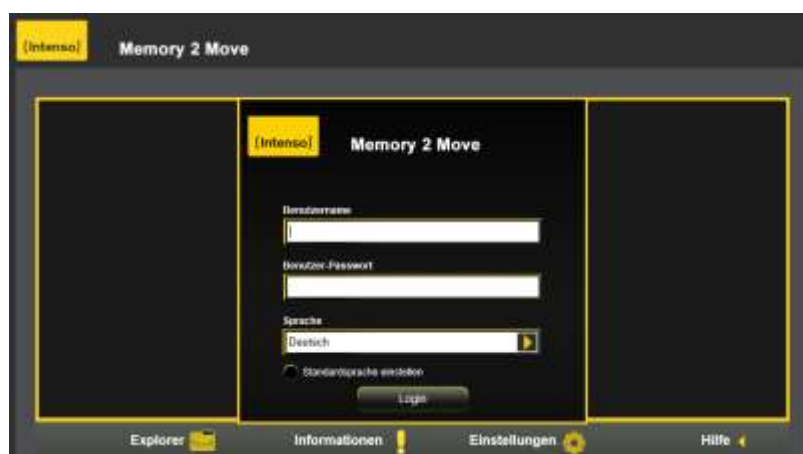 (Intenso) Memory 2 Move
(Intenso) Memory 2 Move
Benutzername
Benutzer-Passwort
Sprache
Deutsch
Standardsprache einstellen
Login
Explorer Informationen Einstellungen Hilfe